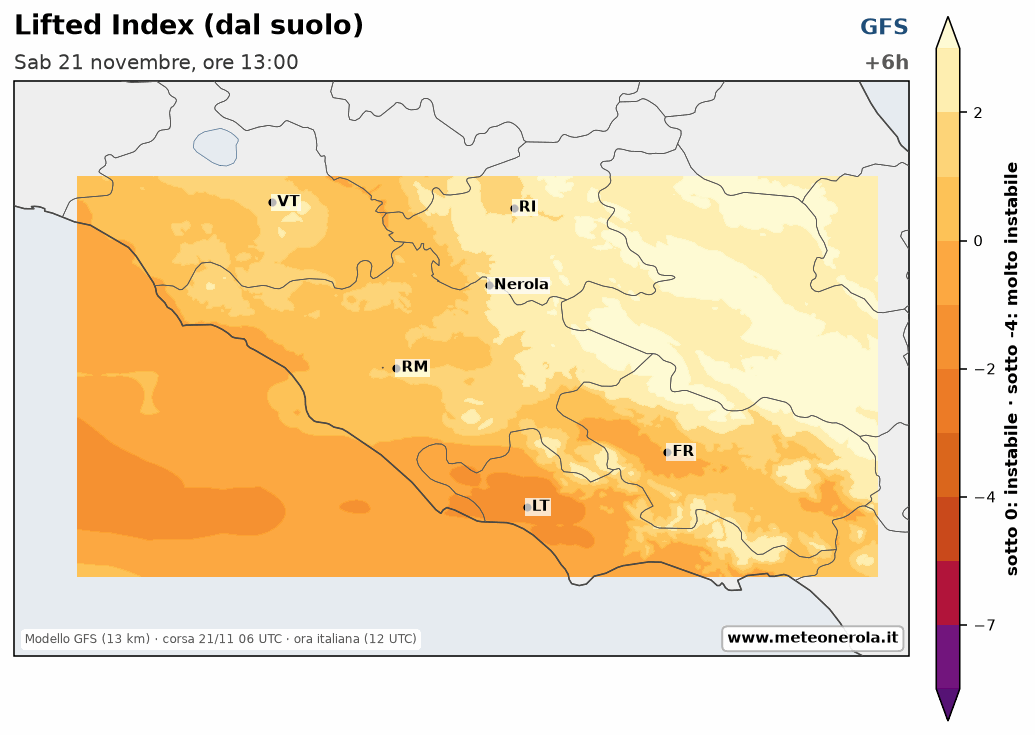 Lifted Index (dal suolo)
GFS
Sab 21 novembre, ore 13:00
+6h
VT
RI
Nerola
RM
FR
LT
2
0
−2
−4
−7
sotto 0: instabile · sotto -4: molto instabile
Modello GFS (13 km) · corsa 21/11 06 UTC · ora italiana (12 UTC)
www.meteonerola.it